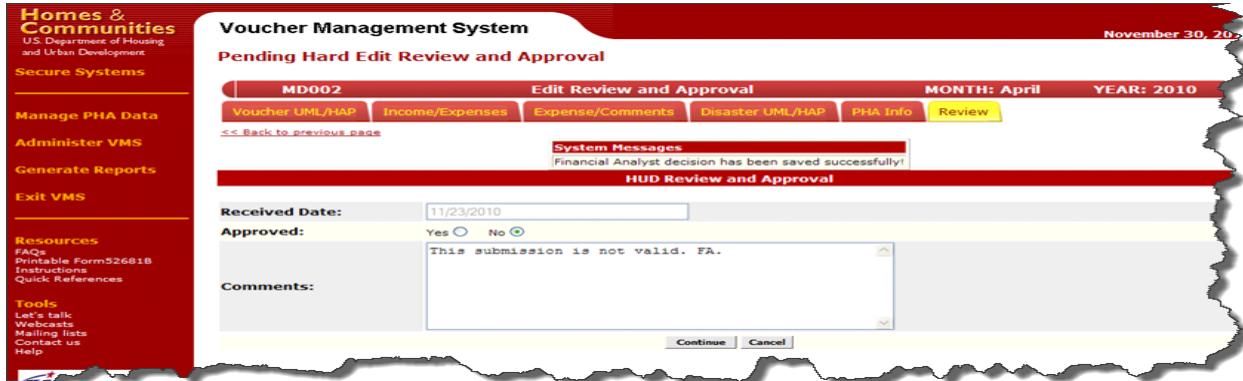 Homes &
Communities
U.S. Department of Housing
and Urban Development
Secure Systems
Manage PHA Data
Administer VMS
Generate Reports
Exit VMS
Resources
FAQs
Printable Form52681B
Instructions
Quick References
Tools
Let's talk
Webcasts
Mailing lists
Contact us
Help
Voucher Management System
November 30,
Pending Hard Edit Review and Approval
MD002 Edit Review and Approval MONTH: April YEAR: 2010
Voucher UML/HAP Income/Expenses Expense/Comments Disaster UML/HAP PHA Info Review
<< Back to previous page
System Messages
Financial Analyst decision has been saved successfully!
HUD Review and Approval
Received Date: 11/23/2010
Approved: Yes No
Comments: This submission is not valid. FA.
Continue Cancel